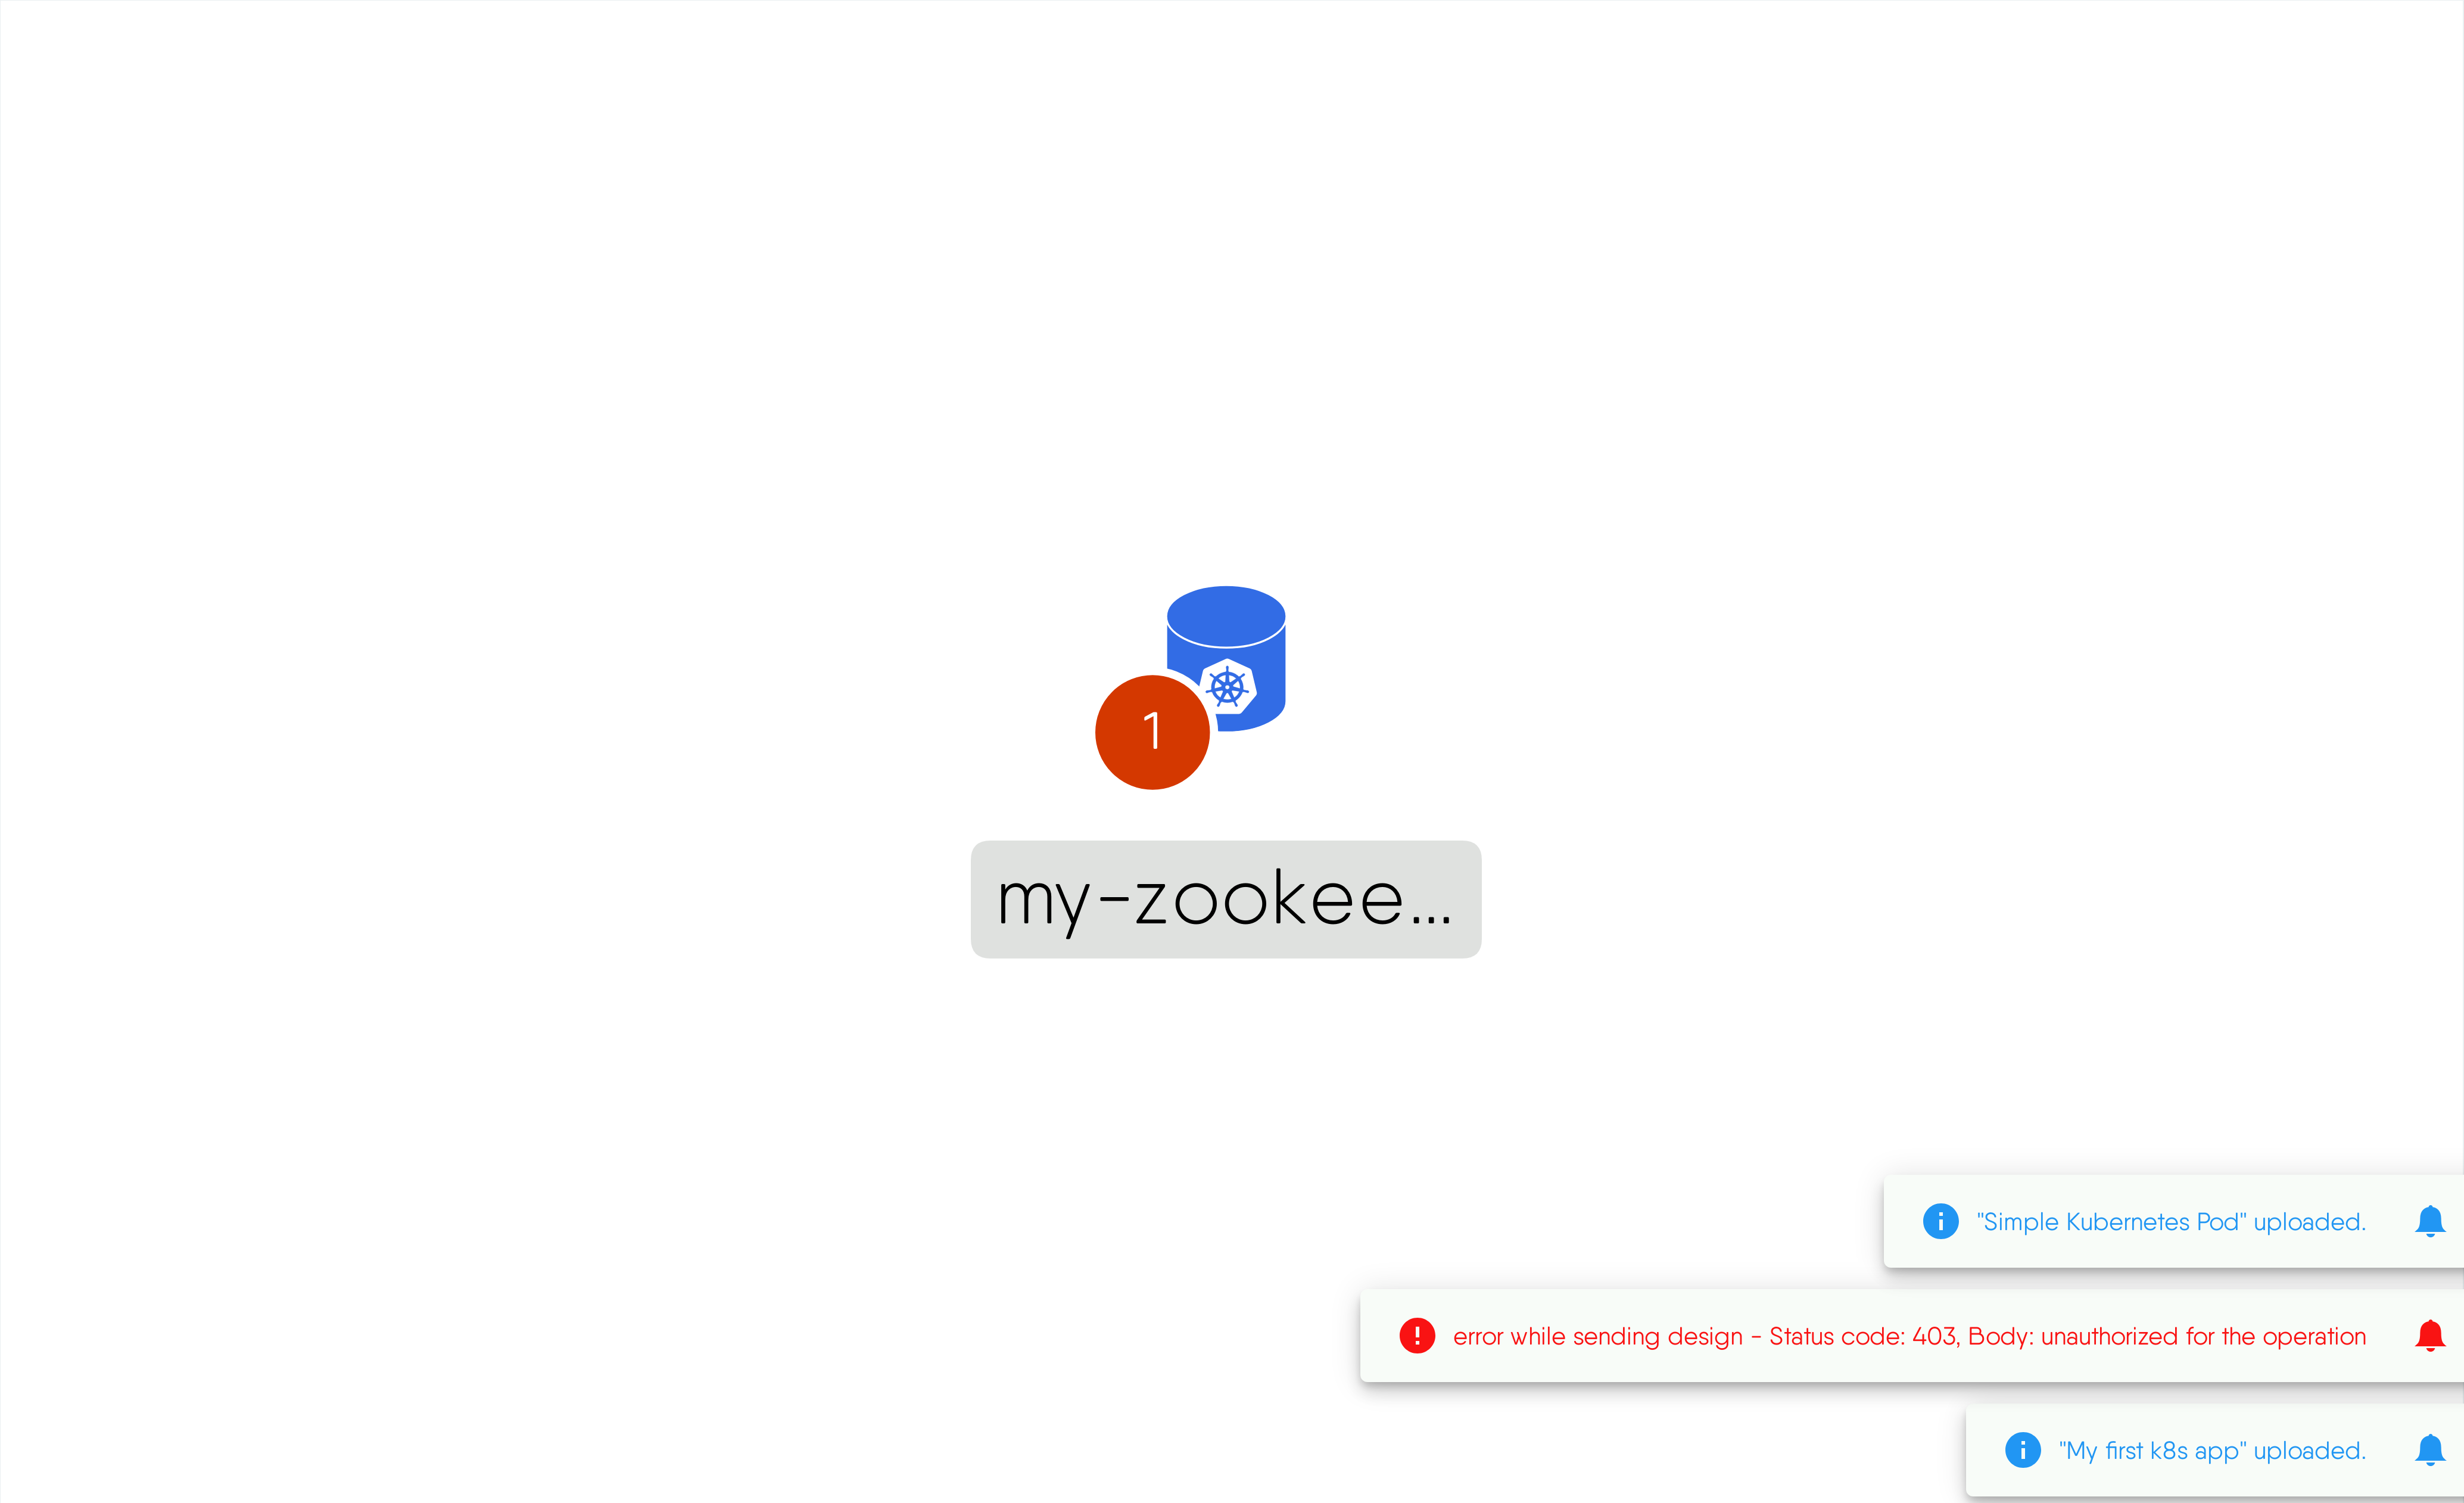 1
my-zookee...
"Simple Kubernetes Pod" uploaded.
error while sending design - Status code: 403, Body: unauthorized for the operation
"My first k8s app" uploaded.